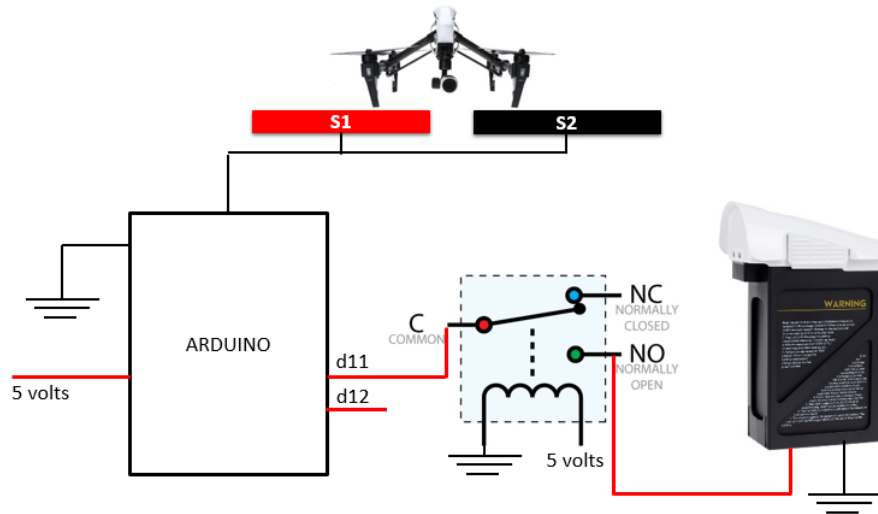 S1
S2
ARDUINO
5 volts
d11
d12
C
COMMON
NC
NORMALLY
CLOSED
NO
NORMALLY
OPEN
5 volts
WARNING